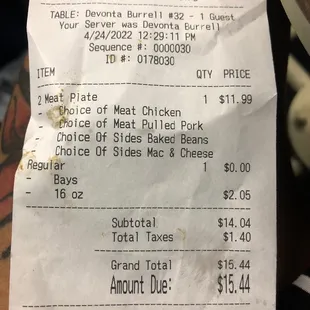 TABLE: Devonta Burrell #32 - 1 Guest
Your Server was Devonta Burrell
4/24/2022 12:29:11 PM
Sequence #: 0000030
ID #: 0178030
ITEM QTY PRICE
2 Meat Plate 1 $11.99
- Choice of Meat Chicken
- Choice of Meat Pulled Pork
- Choice Of Sides Baked Beans
- Choice Of Sides Mac & Cheese
Regular 1 $0.00
- Bays
- 16 oz $2.05
Subtotal $14.04
Total Taxes $1.40
Grand Total $15.44
Amount Due: $15.44